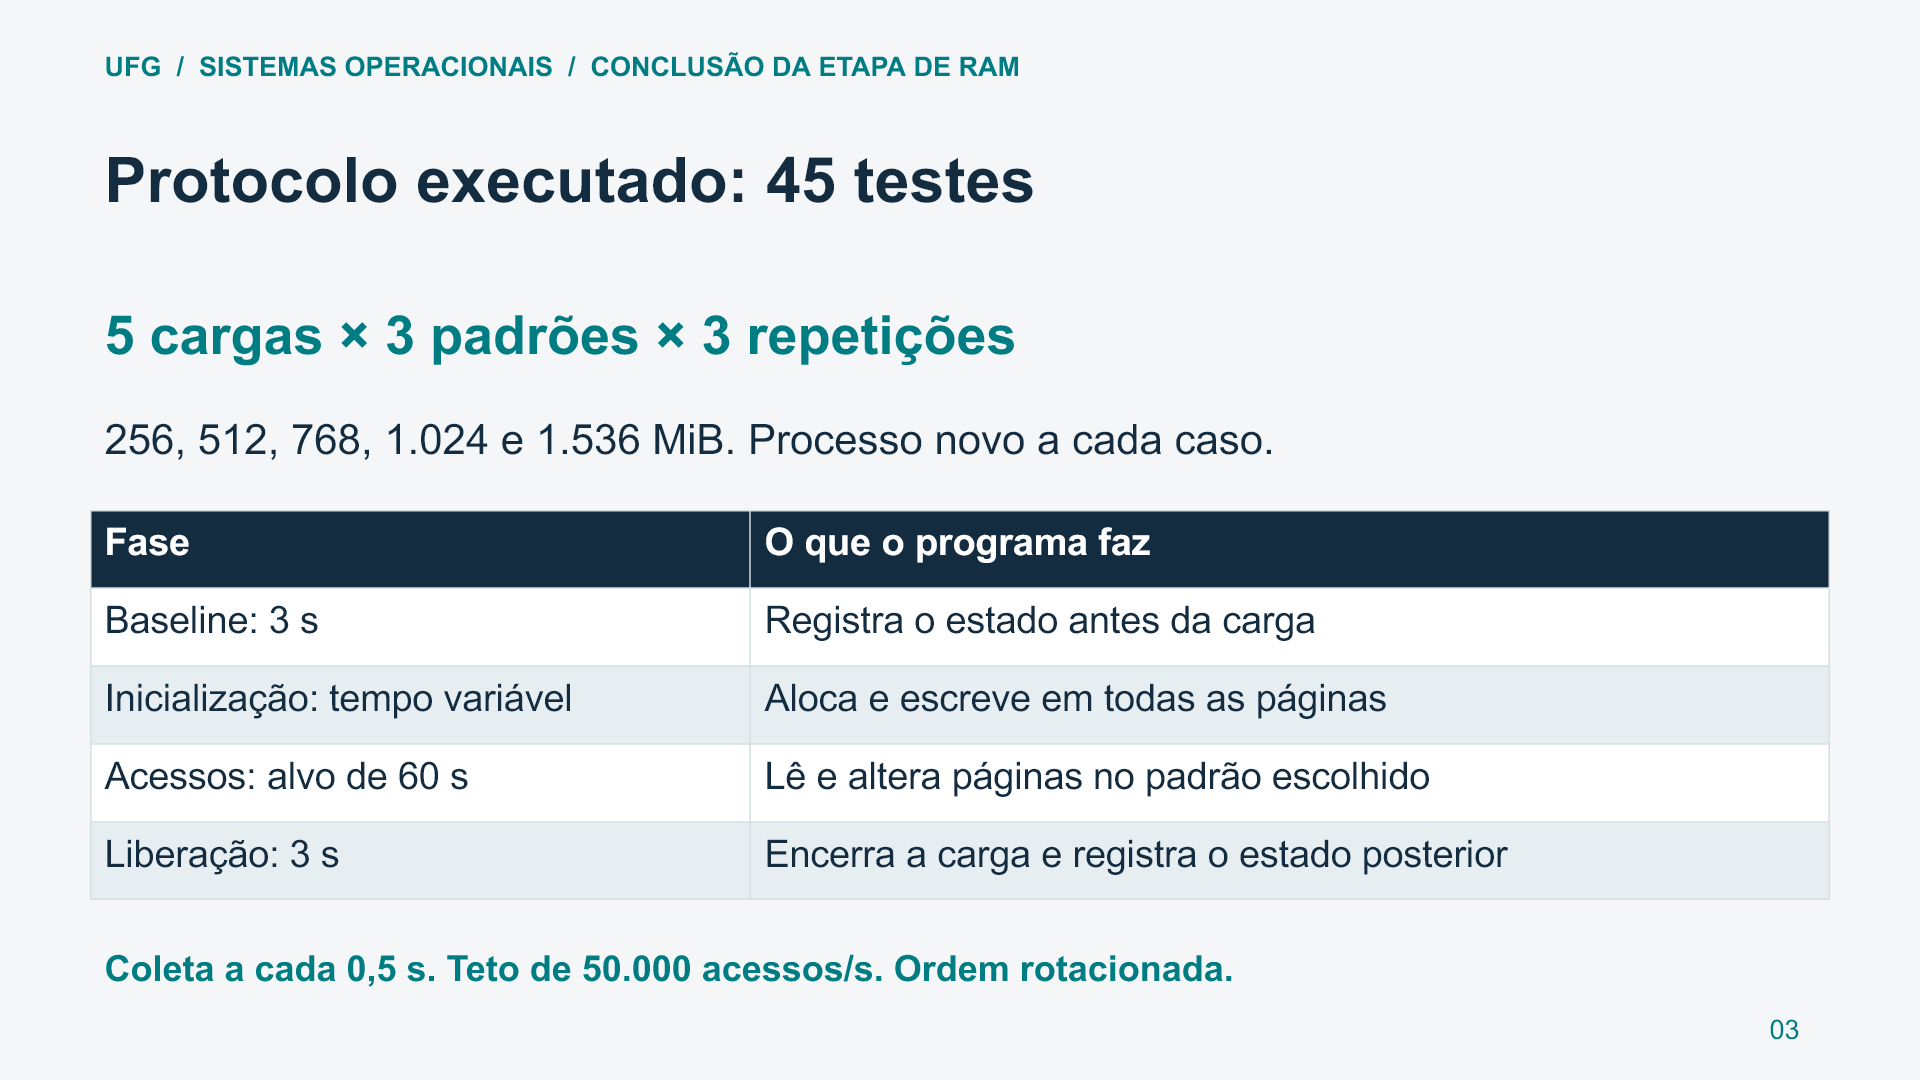 UFG / SISTEMAS OPERACIONAIS / CONCLUSÃO DA ETAPA DE RAM
Protocolo executado: 45 testes
5 cargas × 3 padrões × 3 repetições
256, 512, 768, 1.024 e 1.536 MiB. Processo novo a cada caso.
Fase O que o programa faz
Baseline: 3 s Registra o estado antes da carga
Inicialização: tempo variável Aloca e escreve em todas as páginas
Acessos: alvo de 60 s Lê e altera páginas no padrão escolhido
Liberação: 3 s Encerra a carga e registra o estado posterior
Coleta a cada 0,5 s. Teto de 50.000 acessos/s. Ordem rotacionada.
03